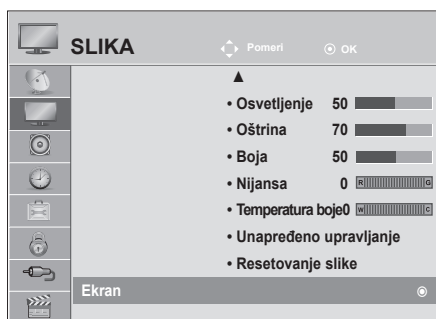 SLIKA Pomeri OK
• Osvetljenje 50
• Oštrina 70
• Boja 50
• Nijansa 0 R G
• Temperatura boje0 W C
• Unapređeno upravljanje
• Resetovanje slike
Ekran